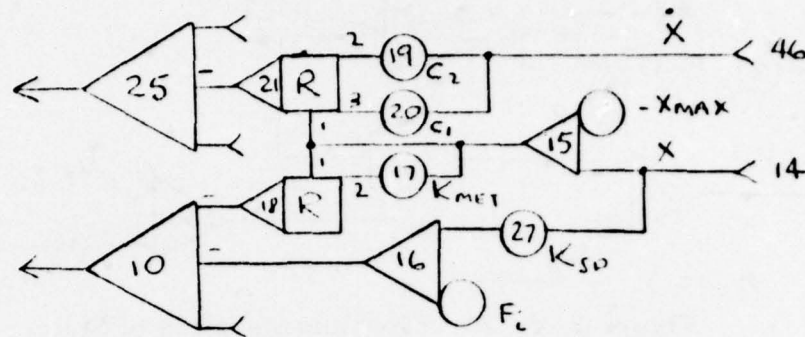 Ẋ
2 19 C2 46
25 - 21 R
3 20 C1
1 15 -XMAX
1 X 14
2 17 KMET
- 18 R
27 KSD
10 - 16
Fi